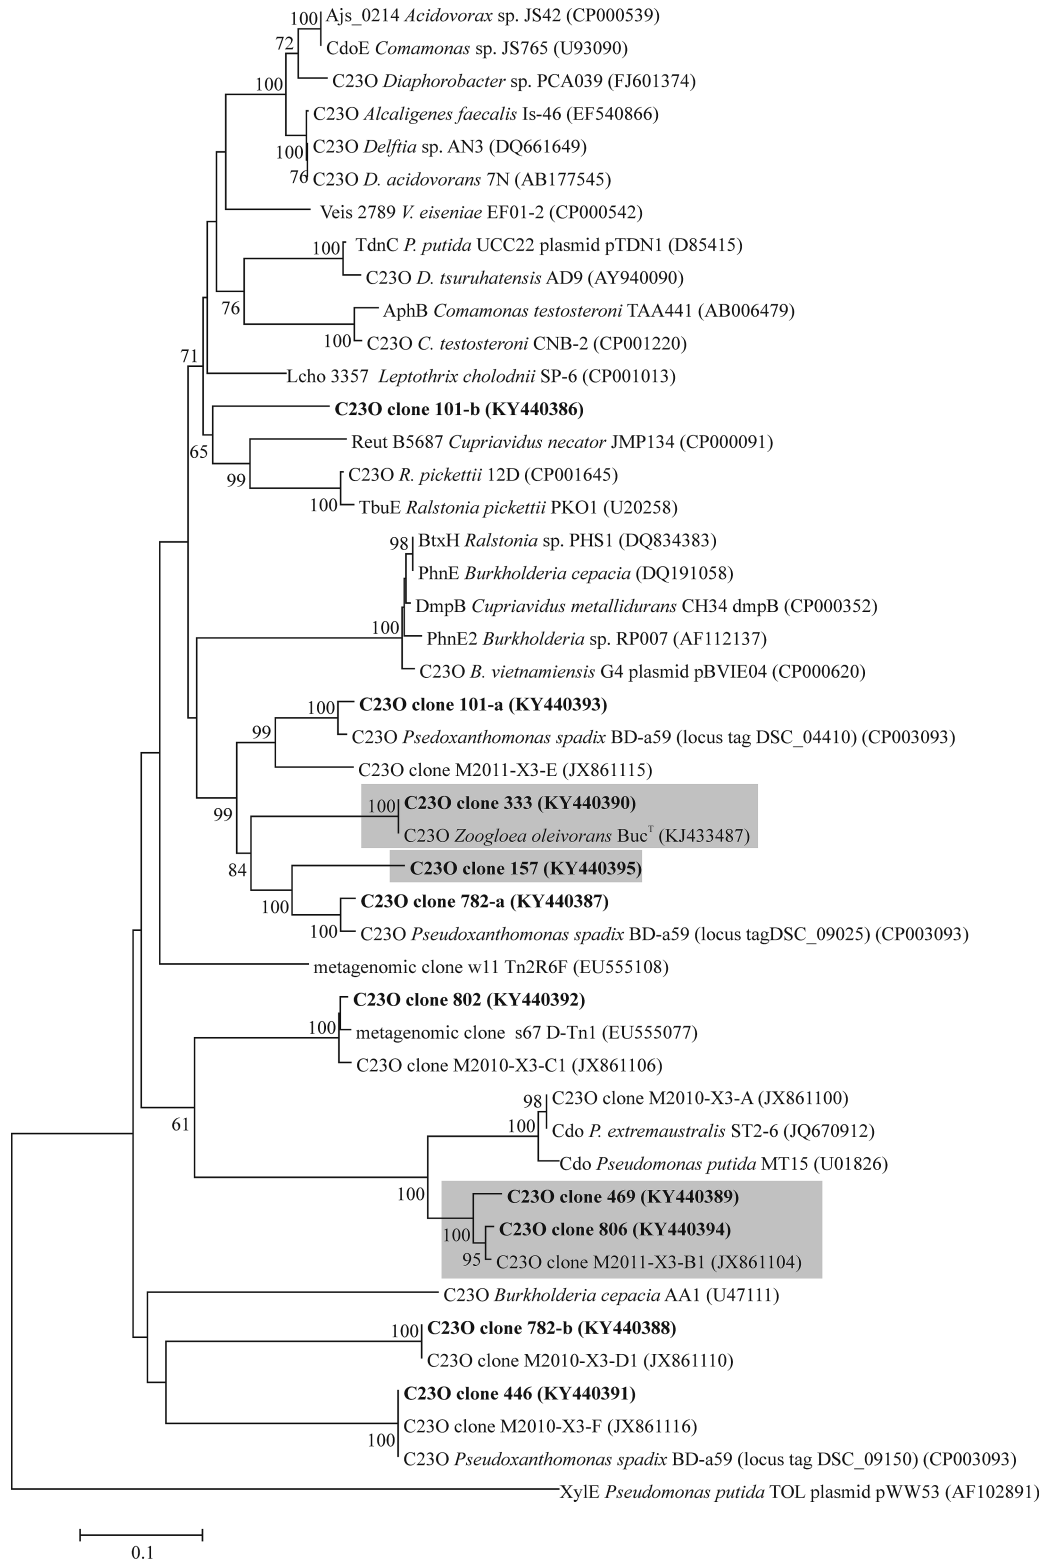 100 Ajs_0214 Acidovorax sp. JS42 (CP000539)
72
CdoE Comamonas sp. JS765 (U93090)
C23O Diaphorobacter sp. PCA039 (FJ601374)
100
C23O Alcaligenes faecalis Is-46 (EF540866)
100 C23O Delftia sp. AN3 (DQ661649)
76 C23O D. acidovorans 7N (AB177545)
Veis 2789 V. eiseniae EF01-2 (CP000542)
100 TdnC P. putida UCC22 plasmid pTDN1 (D85415)
C23O D. tsuruhatensis AD9 (AY940090)
76
AphB Comamonas testosteroni TAA441 (AB006479)
100 C23O C. testosteroni CNB-2 (CP001220)
71
Lcho 3357 Leptothrix cholodnii SP-6 (CP001013)
C23O clone 101-b (KY440386)
65
Reut B5687 Cupriavidus necator JMP134 (CP000091)
99
C23O R. pickettii 12D (CP001645)
100 TbuE Ralstonia pickettii PKO1 (U20258)
98 BtxH Ralstonia sp. PHS1 (DQ834383)
PhnE Burkholderia cepacia (DQ191058)
DmpB Cupriavidus metallidurans CH34 dmpB (CP000352)
100
PhnE2 Burkholderia sp. RP007 (AF112137)
C23O B. vietnamiensis G4 plasmid pBVIE04 (CP000620)
100 C23O clone 101-a (KY440393)
99
C23O Psedoxanthomonas spadix BD-a59 (locus tag DSC_04410) (CP003093)
C23O clone M2011-X3-E (JX861115)
99
100 C23O clone 333 (KY440390)
C23O Zoogloea oleivorans BucT (KJ433487)
84
C23O clone 157 (KY440395)
100
C23O clone 782-a (KY440387)
100 C23O Pseudoxanthomonas spadix BD-a59 (locus tagDSC_09025) (CP003093)
metagenomic clone w11 Tn2R6F (EU555108)
C23O clone 802 (KY440392)
100
metagenomic clone s67 D-Tn1 (EU555077)
C23O clone M2010-X3-C1 (JX861106)
61
98 C23O clone M2010-X3-A (JX861100)
100
Cdo P. extremaustralis ST2-6 (JQ670912)
Cdo Pseudomonas putida MT15 (U01826)
100
C23O clone 469 (KY440389)
100
C23O clone 806 (KY440394)
95 C23O clone M2011-X3-B1 (JX861104)
C23O Burkholderia cepacia AA1 (U47111)
100 C23O clone 782-b (KY440388)
C23O clone M2010-X3-D1 (JX861110)
C23O clone 446 (KY440391)
C23O clone M2010-X3-F (JX861116)
100
C23O Pseudoxanthomonas spadix BD-a59 (locus tag DSC_09150) (CP003093)
XylE Pseudomonas putida TOL plasmid pWW53 (AF102891)
0.1